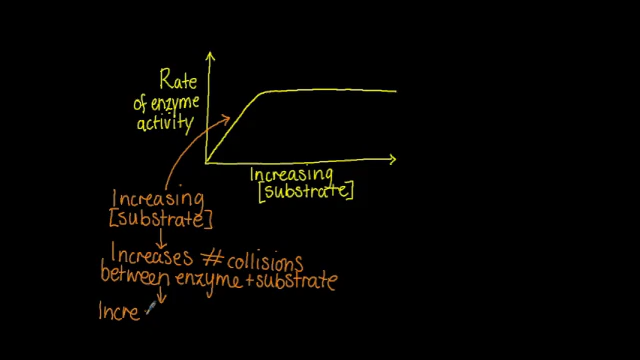 Rate
of enzyme
activity
Increasing
[substrate]
Increasing
[substrate]
Increases # collisions
between enzyme + substrate
Incre